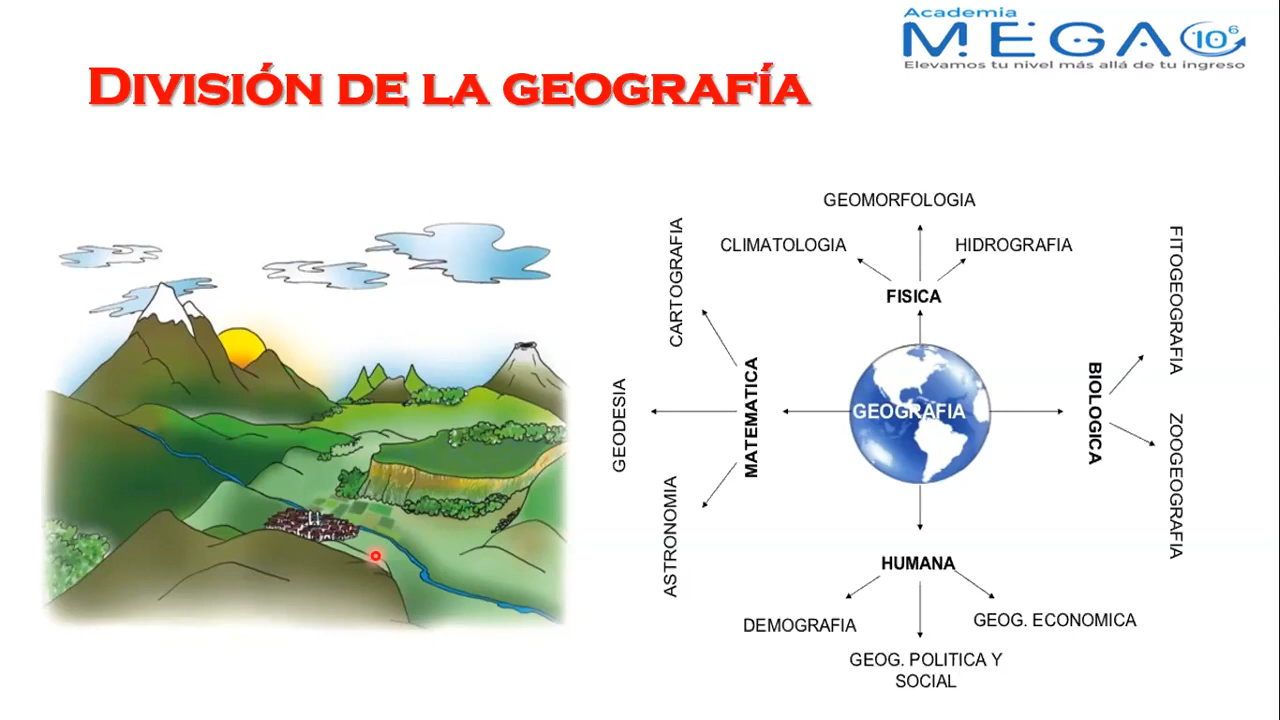 Academia
MEGA 10⁶
Elevamos tu nivel más allá de tu ingreso
DIVISIÓN DE LA GEOGRAFÍA
GEOMORFOLOGIA
CLIMATOLOGIA
HIDROGRAFIA
FISICA
CARTOGRAFIA
GEODESIA
ASTRONOMIA
MATEMATICA
GEOGRAFIA
BIOLOGICA
FITOGEOGRAFIA
ZOOGEOGRAFIA
HUMANA
DEMOGRAFIA
GEOG. ECONOMICA
GEOG. POLITICA Y
SOCIAL